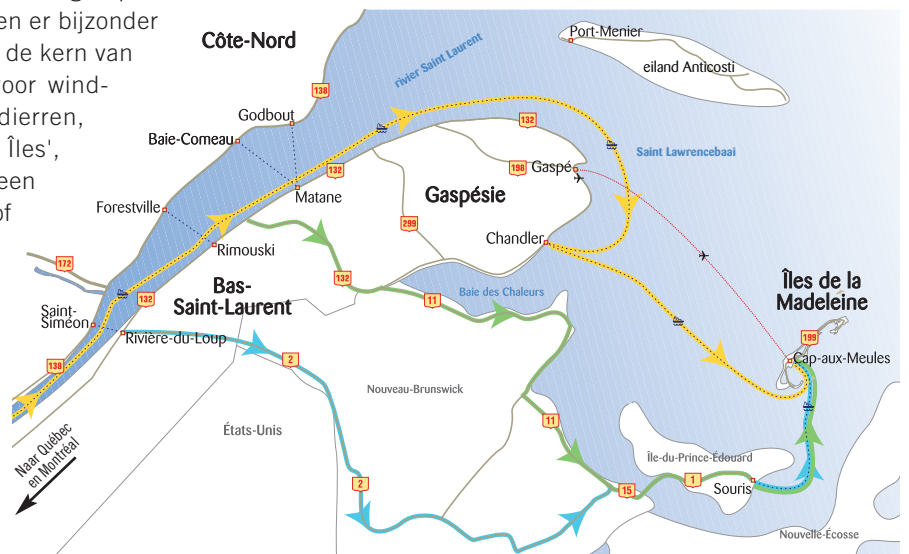 en er bijzonder
de kern van
oor wind-
dieren,
Îles',
een
of
Côte-Nord
rivier Saint Laurent
Port-Menier
eiland Anticosti
138
Godbout
132
Baie-Comeau
Saint Lawrencebaai
132
198
Gaspé
Matane
Gaspésie
Forestville
299
Chandler
Rimouski
172
132
Îles de la
Madeleine
Bas-
Saint-Laurent
132
11
Baie des Chaleurs
Saint-
Siméon
Rivière-du-Loup
199
Cap-aux-Meules
138
2
Nouveau-Brunswick
11
États-Unis
Naar Québec
en Montréal
Île-du-Prince-Édouard
2
15
1
Souris
Nouvelle-Écosse